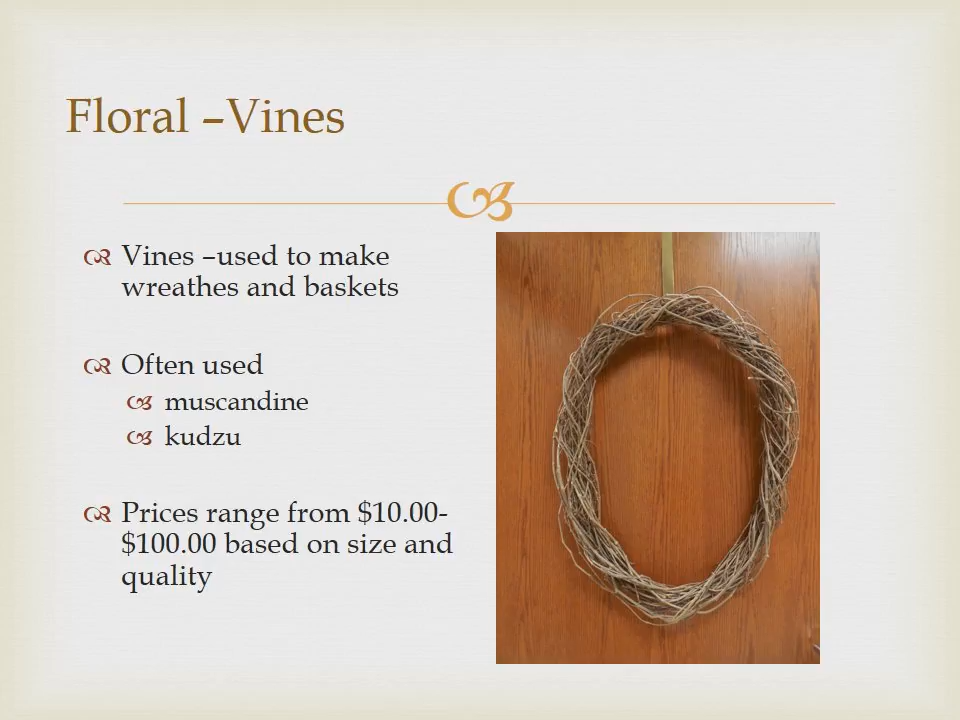 Floral –Vines
Vines –used to make
wreathes and baskets
Often used
muscandine
kudzu
Prices range from $10.00-
$100.00 based on size and
quality